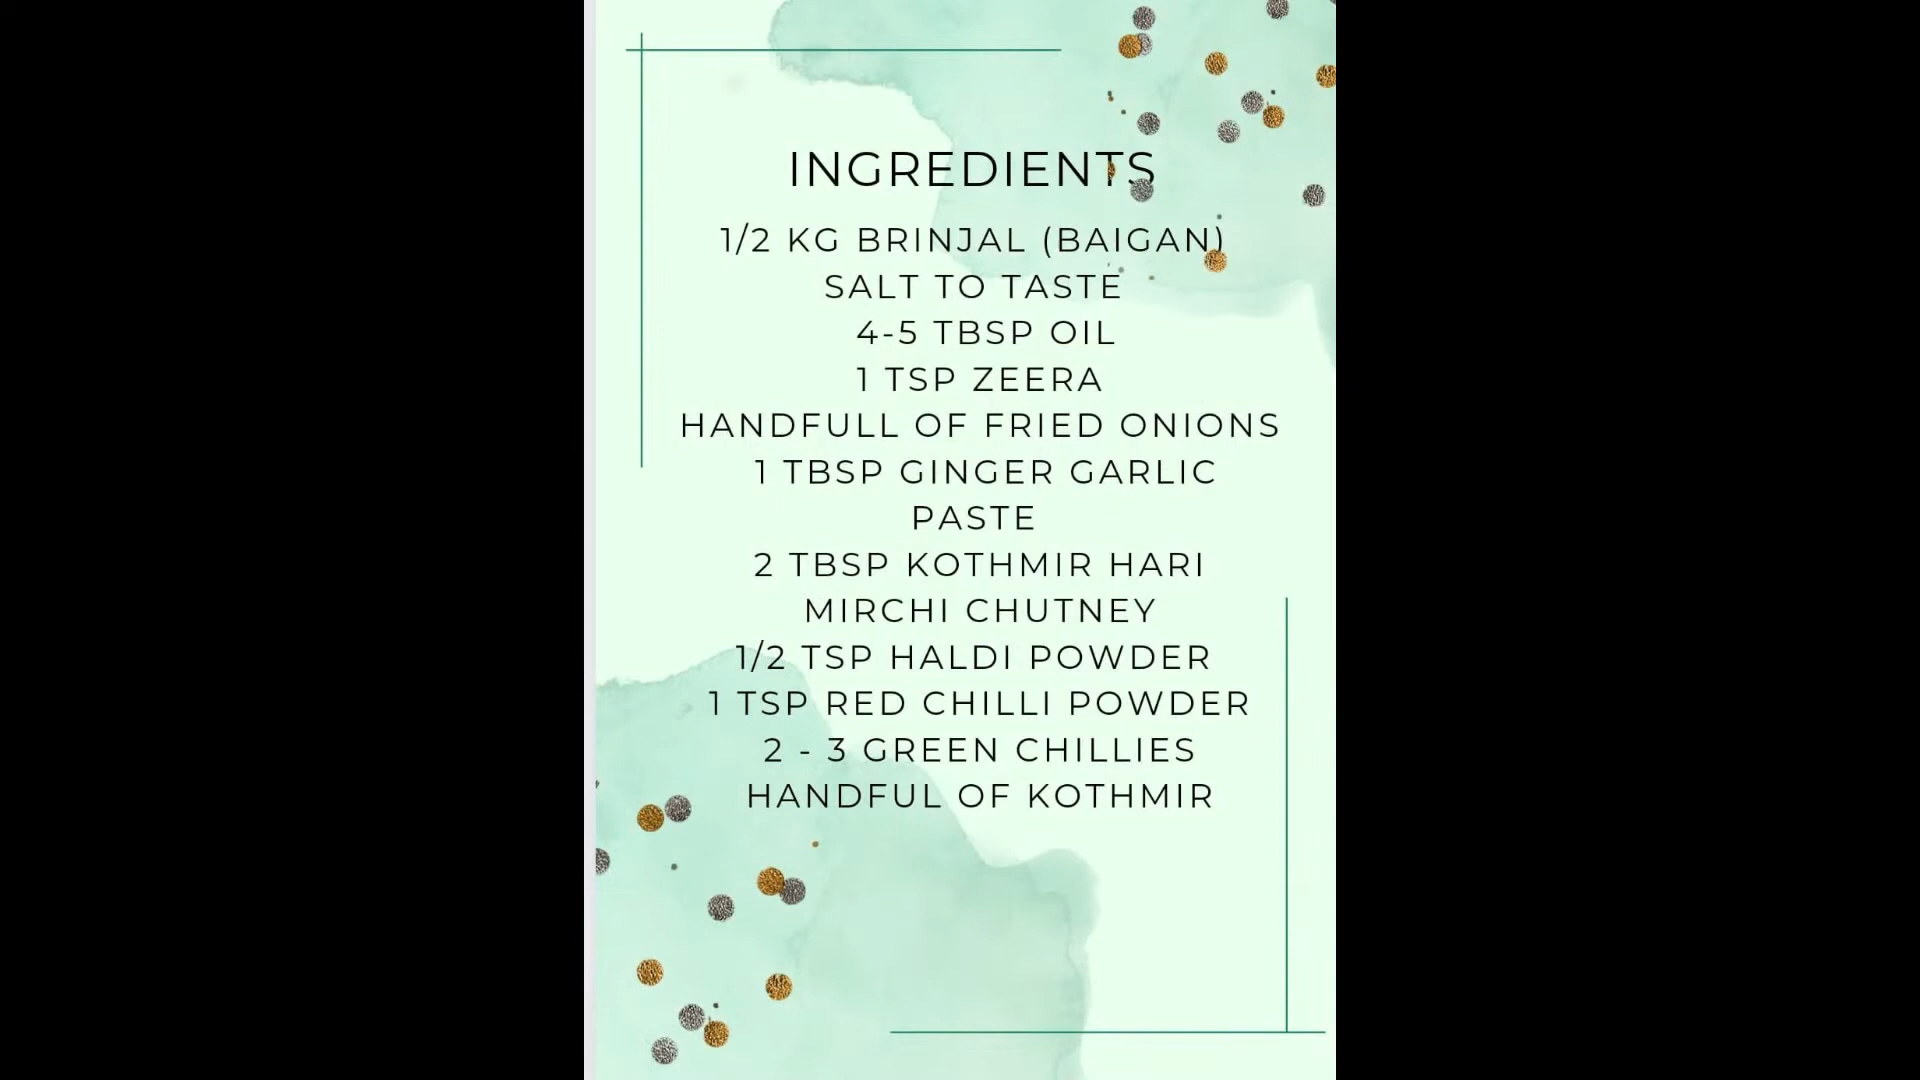 INGREDIENTS
1/2 KG BRINJAL (BAIGAN)
SALT TO TASTE
4-5 TBSP OIL
1 TSP ZEERA
HANDFULL OF FRIED ONIONS
1 TBSP GINGER GARLIC
PASTE
2 TBSP KOTHMIR HARI
MIRCHI CHUTNEY
1/2 TSP HALDI POWDER
1 TSP RED CHILLI POWDER
2 - 3 GREEN CHILLIES
HANDFUL OF KOTHMIR